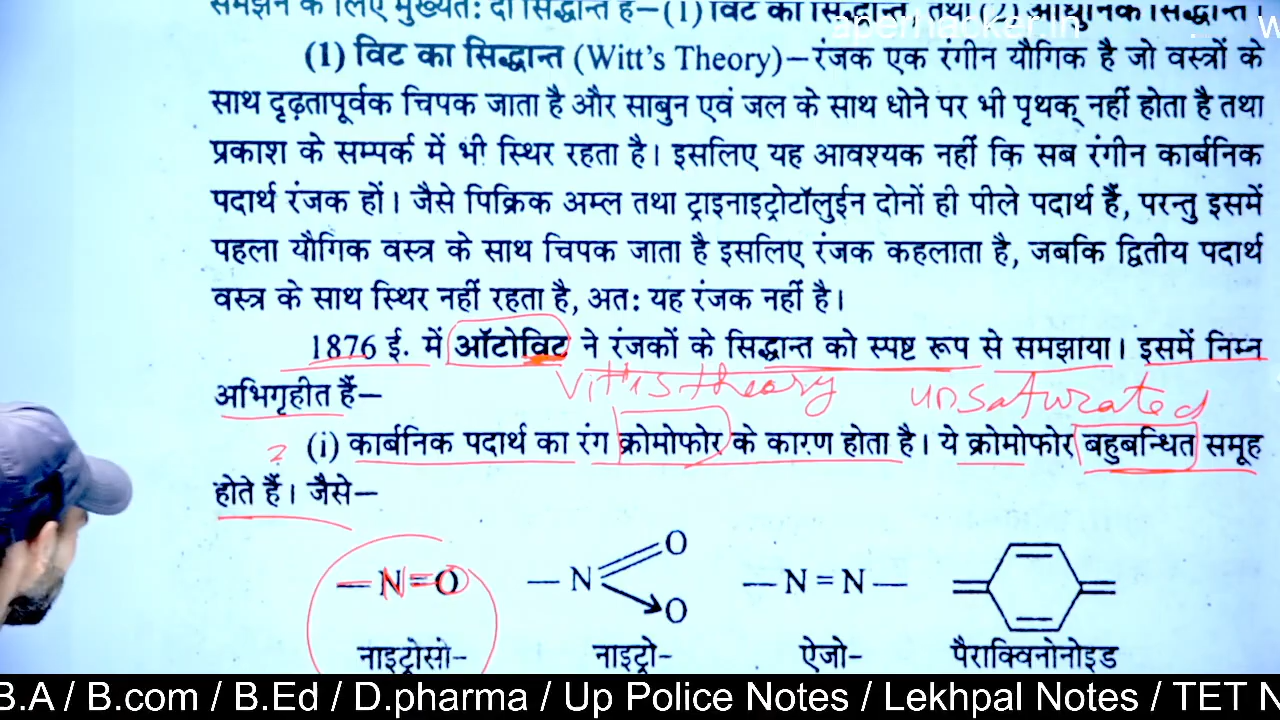 समझने के लिए मुख्यत: दो सिद्धान्त हैं—(1) विट का सिद्धान्त, तथा (2) आधुनिक सिद्धान्त।
aperhacker.in
(1) विट का सिद्धान्त (Witt's Theory)—रंजक एक रंगीन यौगिक है जो वस्त्रों के
साथ दृढ़तापूर्वक चिपक जाता है और साबुन एवं जल के साथ धोने पर भी पृथक् नहीं होता है तथा
प्रकाश के सम्पर्क में भी स्थिर रहता है। इसलिए यह आवश्यक नहीं कि सब रंगीन कार्बनिक
पदार्थ रंजक हों। जैसे पिक्रिक अम्ल तथा ट्राइनाइट्रोटॉलुईन दोनों ही पीले पदार्थ हैं, परन्तु इसमें
पहला यौगिक वस्त्र के साथ चिपक जाता है इसलिए रंजक कहलाता है, जबकि द्वितीय पदार्थ
वस्त्र के साथ स्थिर नहीं रहता है, अत: यह रंजक नहीं है।
1876 ई. में ऑटोविट ने रंजकों के सिद्धान्त को स्पष्ट रूप से समझाया। इसमें निम्न
अभिगृहीत हैं—
Vitt's theory unsaturated
(i) कार्बनिक पदार्थ का रंग क्रोमोफोर के कारण होता है। ये क्रोमोफोर बहुबन्धित समूह
होते हैं। जैसे—
—N=O —N=O→O —N=N—
नाइट्रोसो- नाइट्रो- ऐजो- पैराक्विनोनोइड
B.A / B.com / B.Ed / D.pharma / Up Police Notes / Lekhpal Notes / TET N